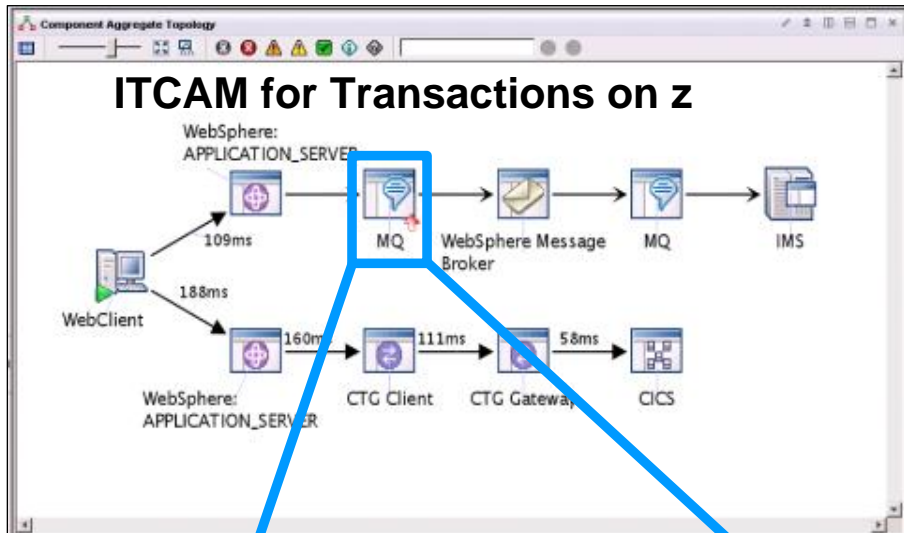 Component Aggregate Topology
ITCAM for Transactions on z
WebSphere:
APPLICATION_SERVER
109ms
MQ
WebSphere Message
Broker
MQ
IMS
188ms
WebClient
160ms
111ms
58ms
WebSphere:
APPLICATION_SERVER
CTG Client
CTG Gateway
CICS